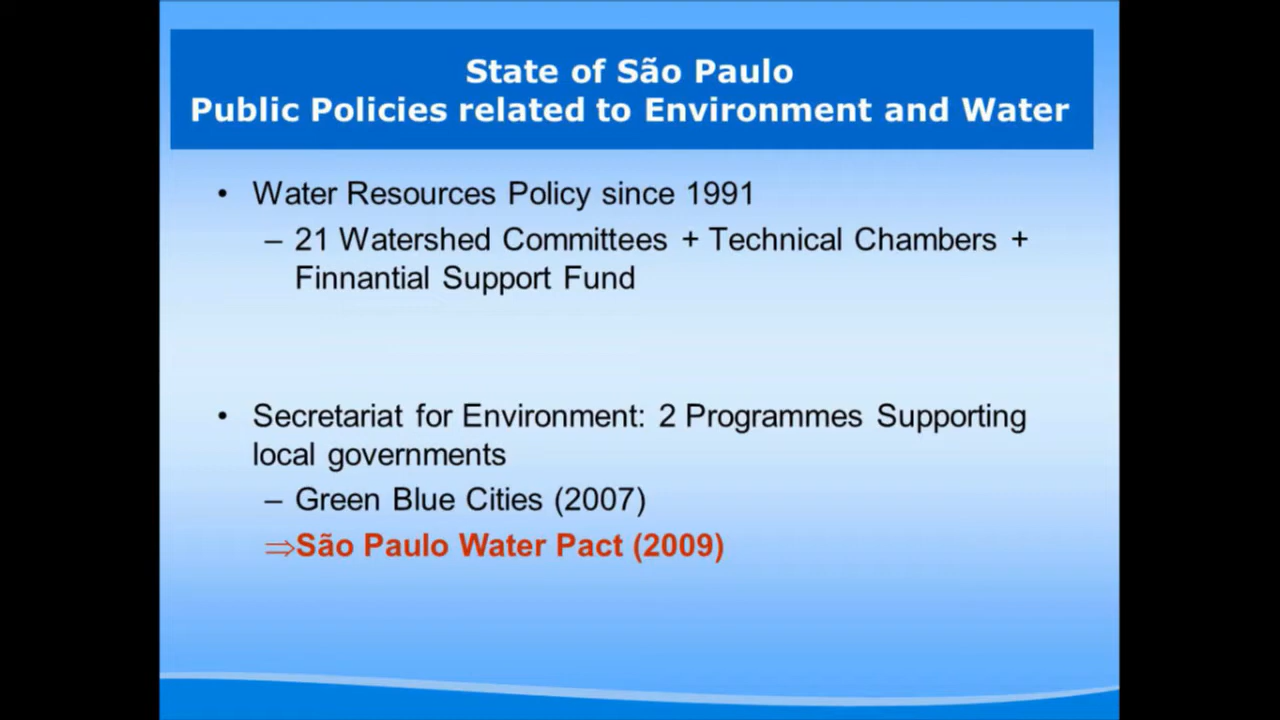 State of São Paulo
Public Policies related to Environment and Water
• Water Resources Policy since 1991
– 21 Watershed Committees + Technical Chambers +
Finnantial Support Fund
• Secretariat for Environment: 2 Programmes Supporting
local governments
– Green Blue Cities (2007)
⇒São Paulo Water Pact (2009)